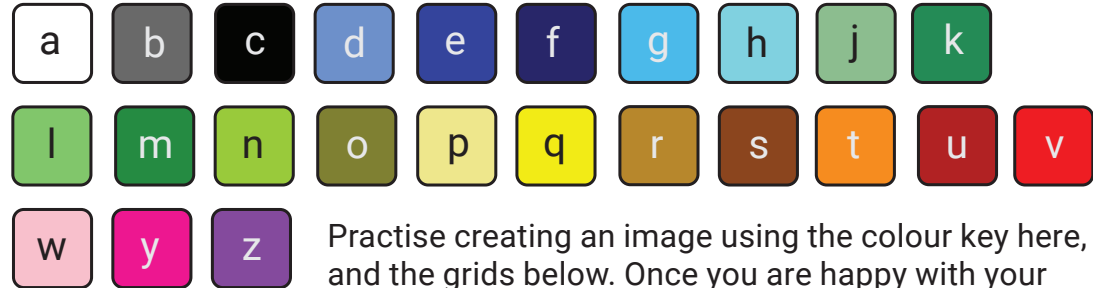 a b c d e f g h j k
l m n o p q r s t u v
w y z
Practise creating an image using the colour key here,
and the grids below. Once you are happy with your